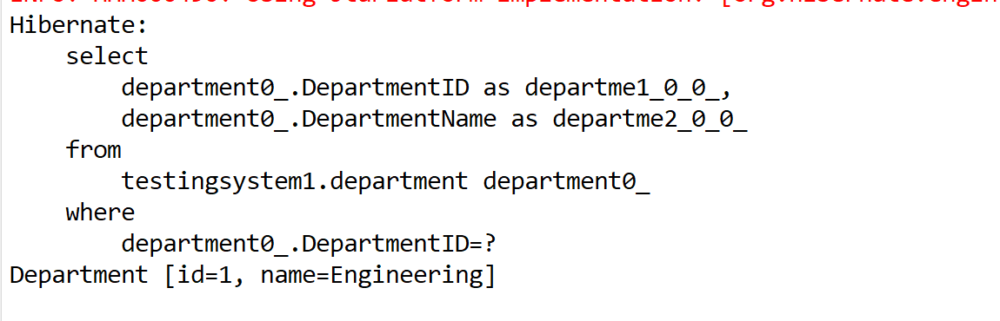 Hibernate:
select
department0_.DepartmentID as departme1_0_0_,
department0_.DepartmentName as departme2_0_0_
from
testingsystem1.department department0_
where
department0_.DepartmentID=?
Department [id=1, name=Engineering]